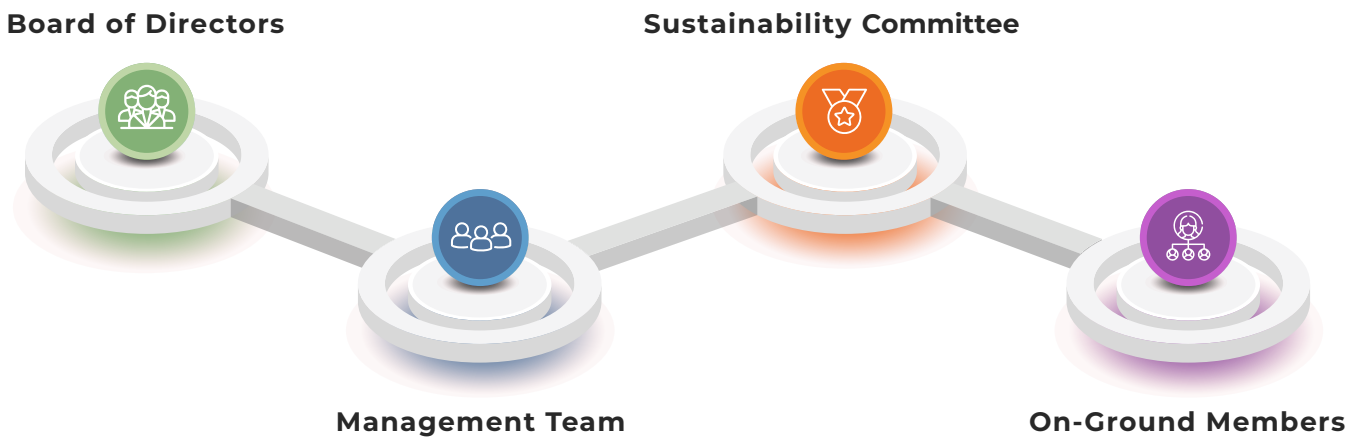 Board of Directors
Sustainability Committee
Management Team
On-Ground Members